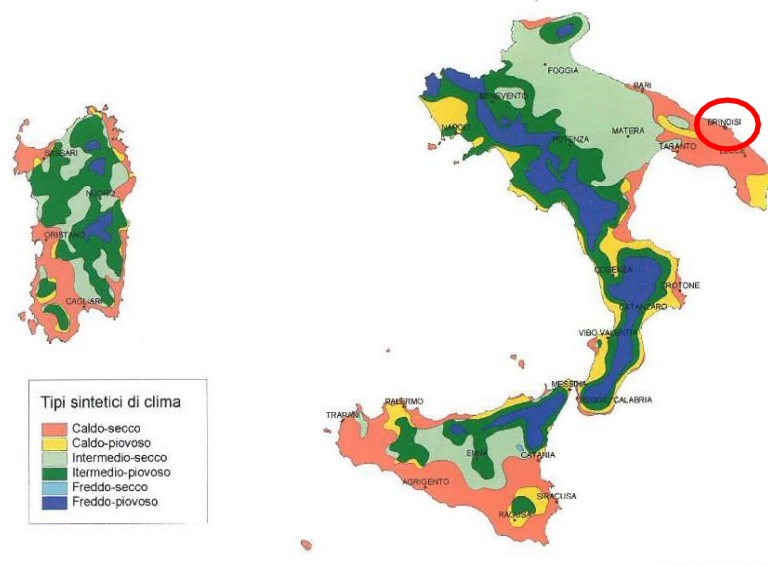 FOGGIA
BARI
BRINDISI
BENEVENTO
NAPOLI
MATERA
POTENZA
TARANTO
LECCE
SASSARI
NUORO
ORISTANO
CAGLIARI
COSENZA
CROTONE
CATANZARO
VIBO VALENTIA
MESSINA
REGGIO CALABRIA
PALERMO
TRAPANI
ENNA
CATANIA
AGRIGENTO
SIRACUSA
RAGUSA
Tipi sintetici di clima
Caldo-secco
Caldo-piovoso
Intermedio-secco
Itermedio-piovoso
Freddo-secco
Freddo-piovoso